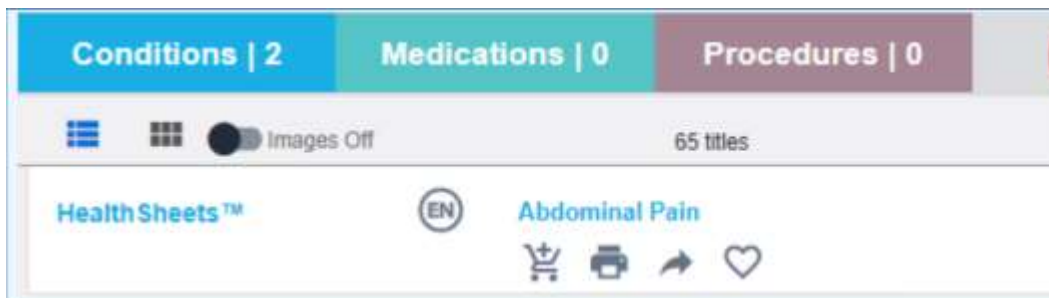 Conditions | 2 Medications | 0 Procedures | 0
Images Off 65 titles
HealthSheets™ EN Abdominal Pain